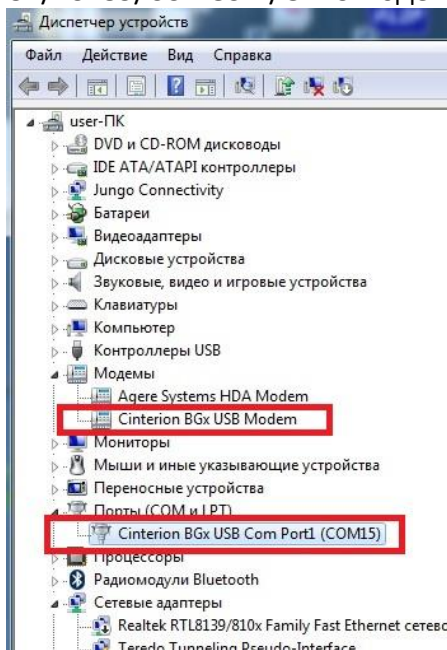 Диспетчер устройств
Файл Действие Вид Справка
user-ПК
DVD и CD-ROM дисководы
IDE ATA/ATAPI контроллеры
Jungo Connectivity
Батареи
Видеоадаптеры
Дисковые устройства
Звуковые, видео и игровые устройства
Клавиатуры
Компьютер
Контроллеры USB
Модемы
Agere Systems HDA Modem
Cinterion BGx USB Modem
Мониторы
Мыши и иные указывающие устройства
Переносные устройства
Порты (COM и LPT)
Cinterion BGx USB Com Port1 (COM15)
Процессоры
Радиомодули Bluetooth
Сетевые адаптеры
Realtek RTL8139/810x Family Fast Ethernet сетево
Teredo Tunneling Pseudo-Interface